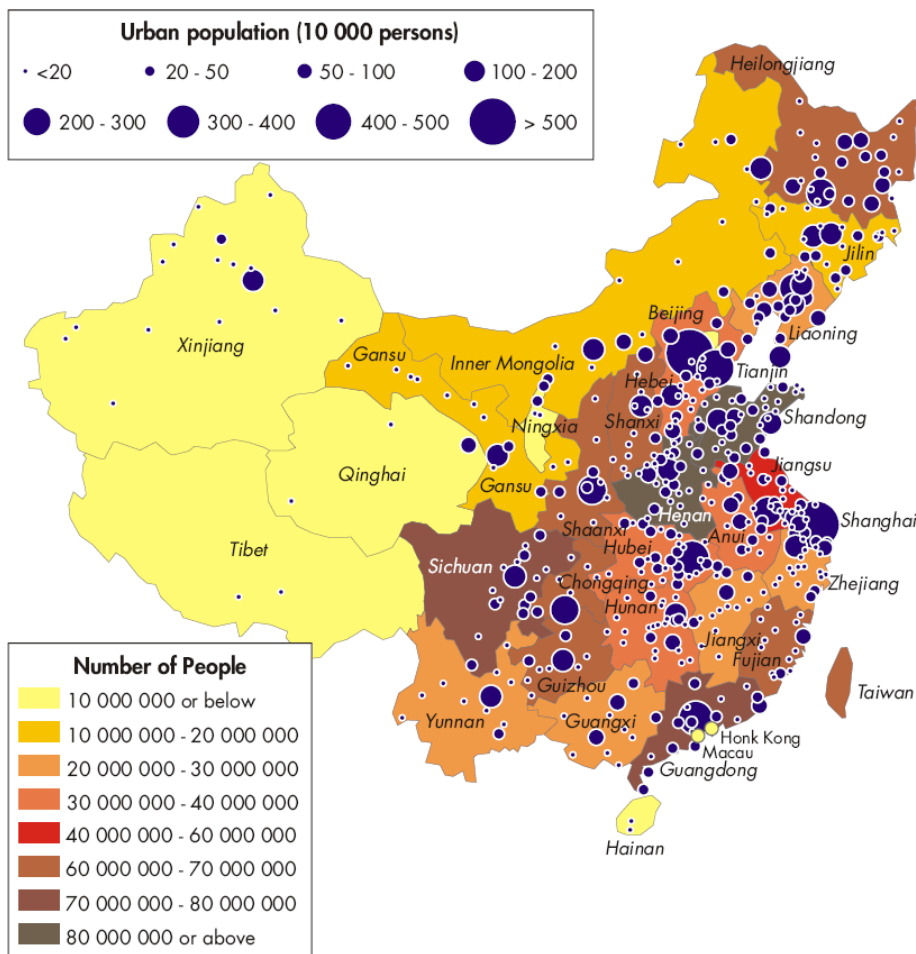 Urban population (10 000 persons)
<20
20 - 50
50 - 100
100 - 200
200 - 300
300 - 400
400 - 500
> 500
Heilongjiang
Jilin
Liaoning
Beijing
Tianjin
Inner Mongolia
Gansu
Xinjiang
Hebei
Shanxi
Shandong
Ningxia
Qinghai
Gansu
Jiangsu
Henan
Shaanxi
Anui
Shanghai
Tibet
Sichuan
Hubei
Chongqing
Zhejiang
Hunan
Jiangxi
Fujian
Guizhou
Taiwan
Yunnan
Guangxi
Honk Kong
Macau
Guangdong
Hainan
Number of People
10 000 000 or below
10 000 000 - 20 000 000
20 000 000 - 30 000 000
30 000 000 - 40 000 000
40 000 000 - 60 000 000
60 000 000 - 70 000 000
70 000 000 - 80 000 000
80 000 000 or above